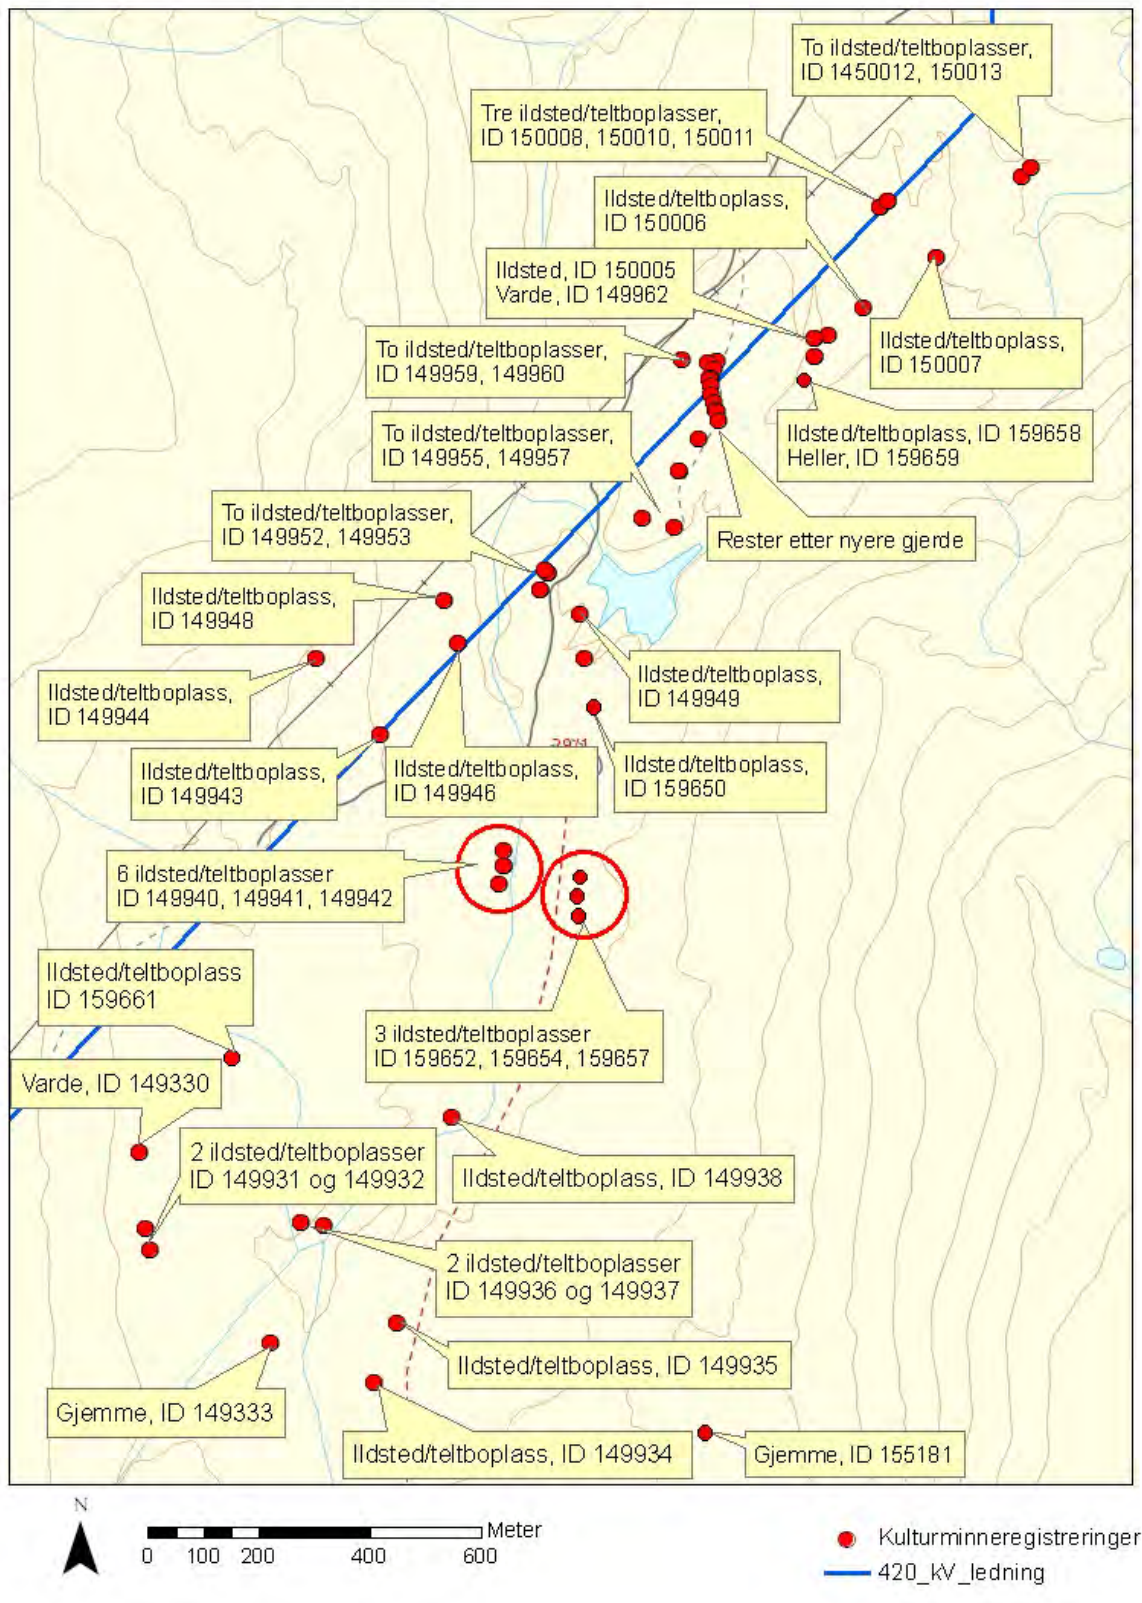 To ildsted/teltboplasser,
ID 1450012, 150013
Tre ildsted/teltboplasser,
ID 150008, 150010, 150011
Ildsted/teltboplass,
ID 150006
Ildsted, ID 150005
Varde, ID 149962
Ildsted/teltboplass,
ID 150007
To ildsted/teltboplasser,
ID 149959, 149960
To ildsted/teltboplasser,
ID 149955, 149957
Ildsted/teltboplass, ID 159658
Heller, ID 159659
To ildsted/teltboplasser,
ID 149952, 149953
Rester etter nyere gjerde
Ildsted/teltboplass,
ID 149948
Ildsted/teltboplass,
ID 149944
Ildsted/teltboplass,
ID 149949
Ildsted/teltboplass,
ID 149943
Ildsted/teltboplass,
ID 149946
Ildsted/teltboplass,
ID 159650
6 ildsted/teltboplasser
ID 149940, 149941, 149942
Ildsted/teltboplass
ID 159661
3 ildsted/teltboplasser
ID 159652, 159654, 159657
Varde, ID 149330
2 ildsted/teltboplasser
ID 149931 og 149932
Ildsted/teltboplass, ID 149938
2 ildsted/teltboplasser
ID 149936 og 149937
Ildsted/teltboplass, ID 149935
Gjemme, ID 149333
Ildsted/teltboplass, ID 149934
Gjemme, ID 155181
N
Meter
0 100 200 400 600
Kulturminneregistreringer
420_kV_ledning